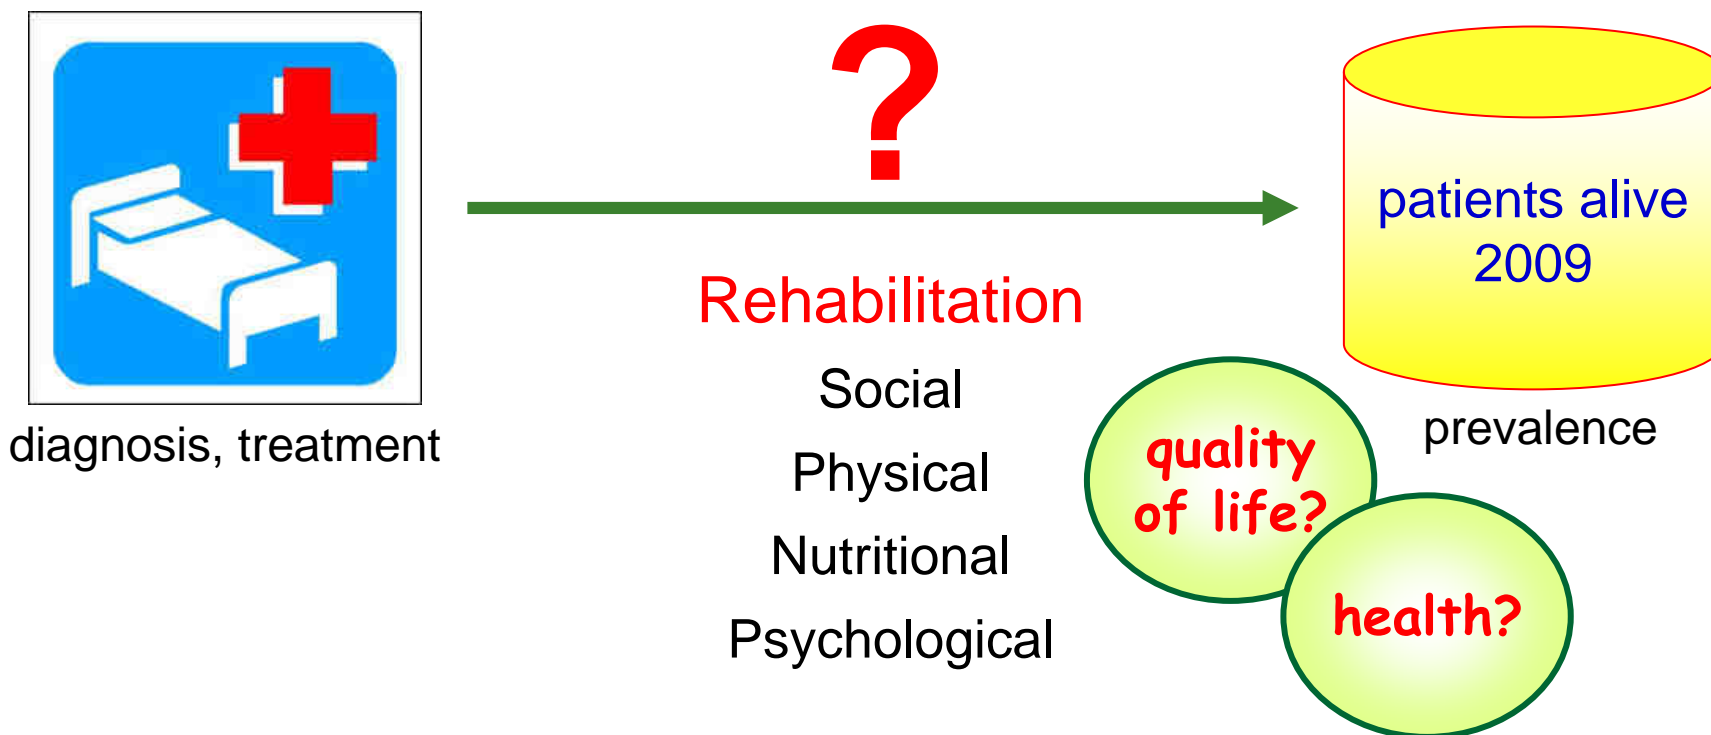 ?
diagnosis, treatment
Rehabilitation
Social
Physical
Nutritional
Psychological
patients alive
2009
prevalence
quality
of life?
health?